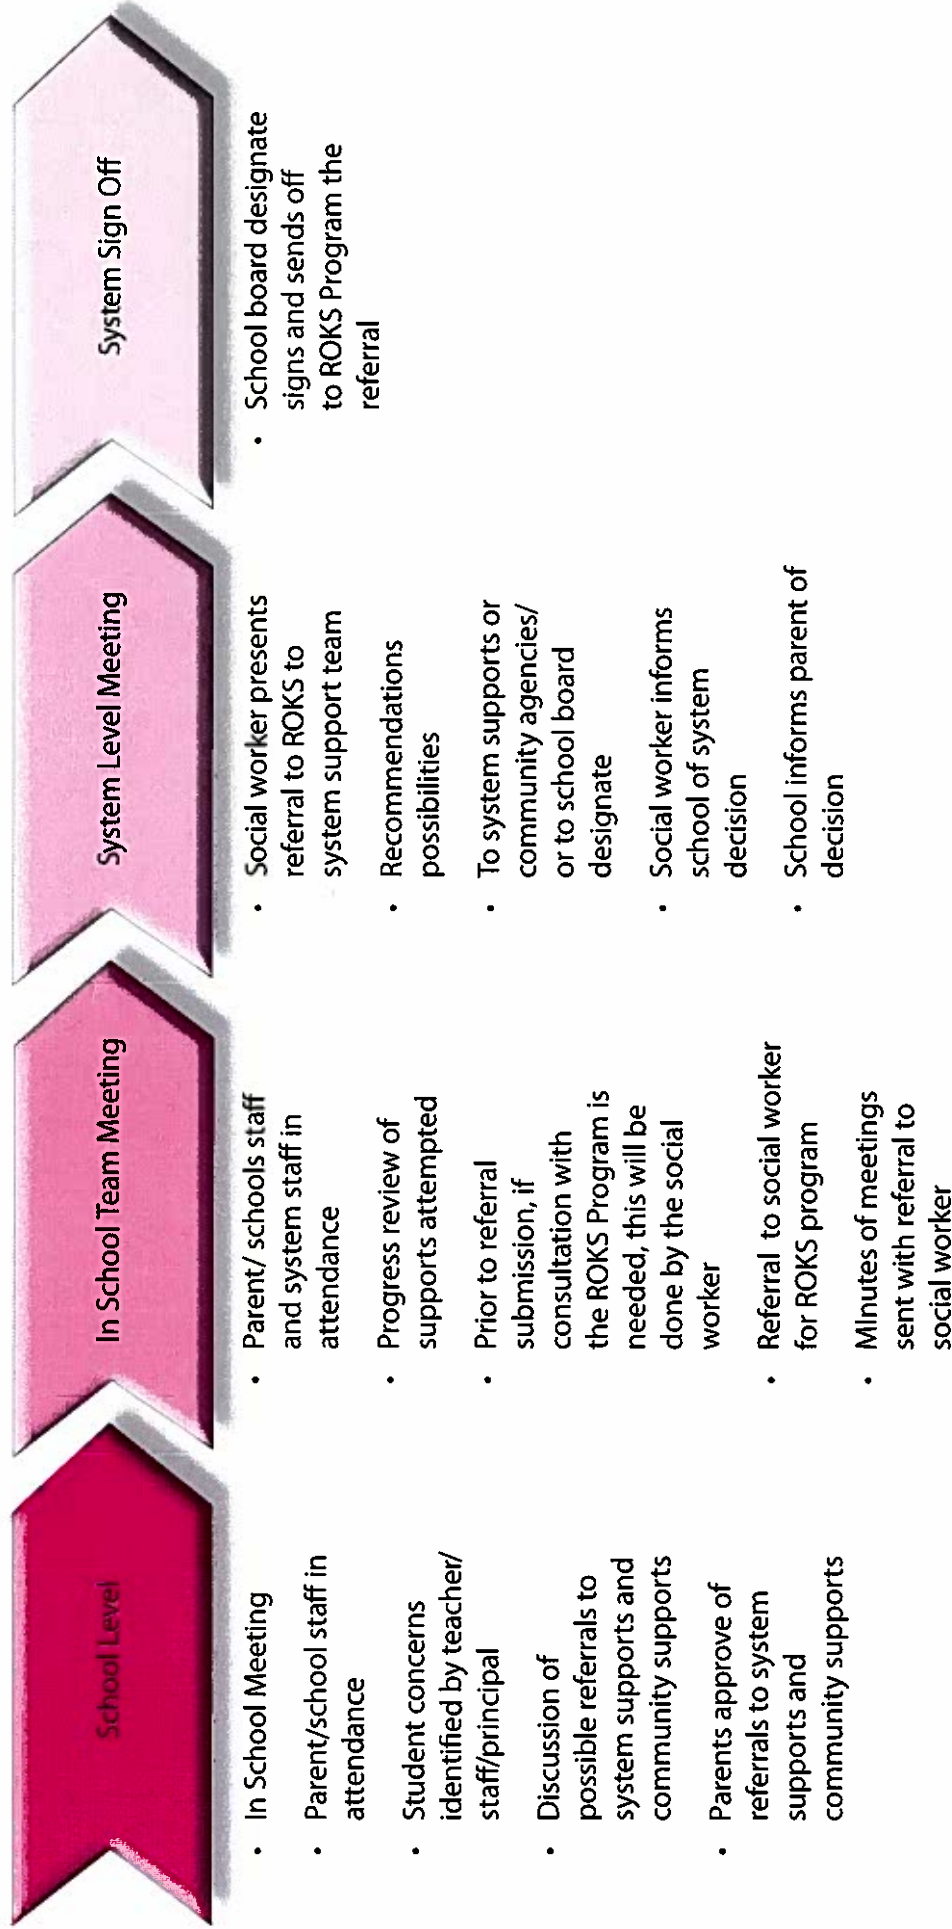 School Level
In School Meeting
Parent/school staff in
attendance
Student concerns
identified by teacher/
staff/principal
Discussion of
possible referrals to
system supports and
community supports
Parents approve of
referrals to system
supports and
community supports
In School Team Meeting
Parent/ schools staff
and system staff in
attendance
Progress review of
supports attempted
Prior to referral
submission, if
consultation with
the ROKS Program is
needed, this will be
done by the social
worker
Referral to social worker
for ROKS program
MInutes of meetings
sent with referral to
social worker
System Level Meeting
Social worker presents
referral to ROKS to
system support team
Recommendations
possibilities
To system supports or
community agencies/
or to school board
designate
Social worker informs
school of system
decision
School informs parent of
decision
System Sign Off
School board designate
signs and sends off
to ROKS Program the
referral